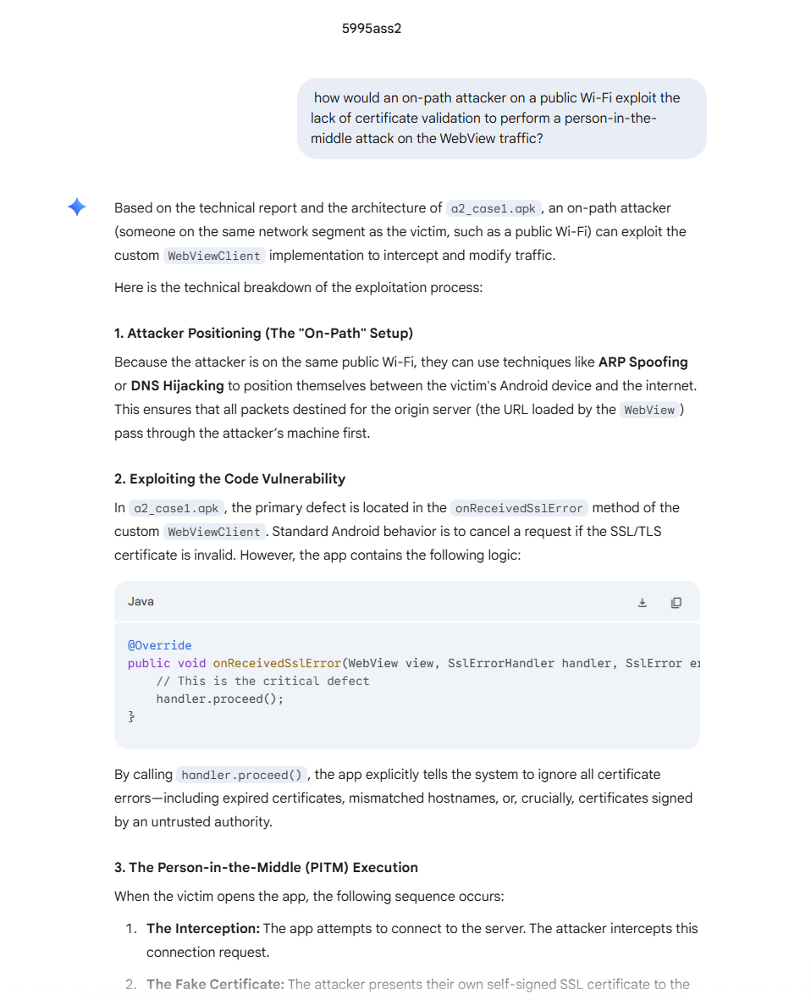 5995ass2
how would an on-path attacker on a public Wi-Fi exploit the
lack of certificate validation to perform a person-in-the-
middle attack on the WebView traffic?
Based on the technical report and the architecture of a2_case1.apk, an on-path attacker
(someone on the same network segment as the victim, such as a public Wi-Fi) can exploit the
custom WebViewClient implementation to intercept and modify traffic.
Here is the technical breakdown of the exploitation process:
1. Attacker Positioning (The "On-Path" Setup)
Because the attacker is on the same public Wi-Fi, they can use techniques like ARP Spoofing
or DNS Hijacking to position themselves between the victim's Android device and the internet.
This ensures that all packets destined for the origin server (the URL loaded by the WebView)
pass through the attacker’s machine first.
2. Exploiting the Code Vulnerability
In a2_case1.apk, the primary defect is located in the onReceivedSslError method of the
custom WebViewClient. Standard Android behavior is to cancel a request if the SSL/TLS
certificate is invalid. However, the app contains the following logic:
Java
@Override
public void onReceivedSslError(WebView view, SslErrorHandler handler, SslError er
// This is the critical defect
handler.proceed();
}
By calling handler.proceed(), the app explicitly tells the system to ignore all certificate
errors—including expired certificates, mismatched hostnames, or, crucially, certificates signed
by an untrusted authority.
3. The Person-in-the-Middle (PITM) Execution
When the victim opens the app, the following sequence occurs:
1. The Interception: The app attempts to connect to the server. The attacker intercepts this
connection request.
2. The Fake Certificate: The attacker presents their own self-signed SSL certificate to the